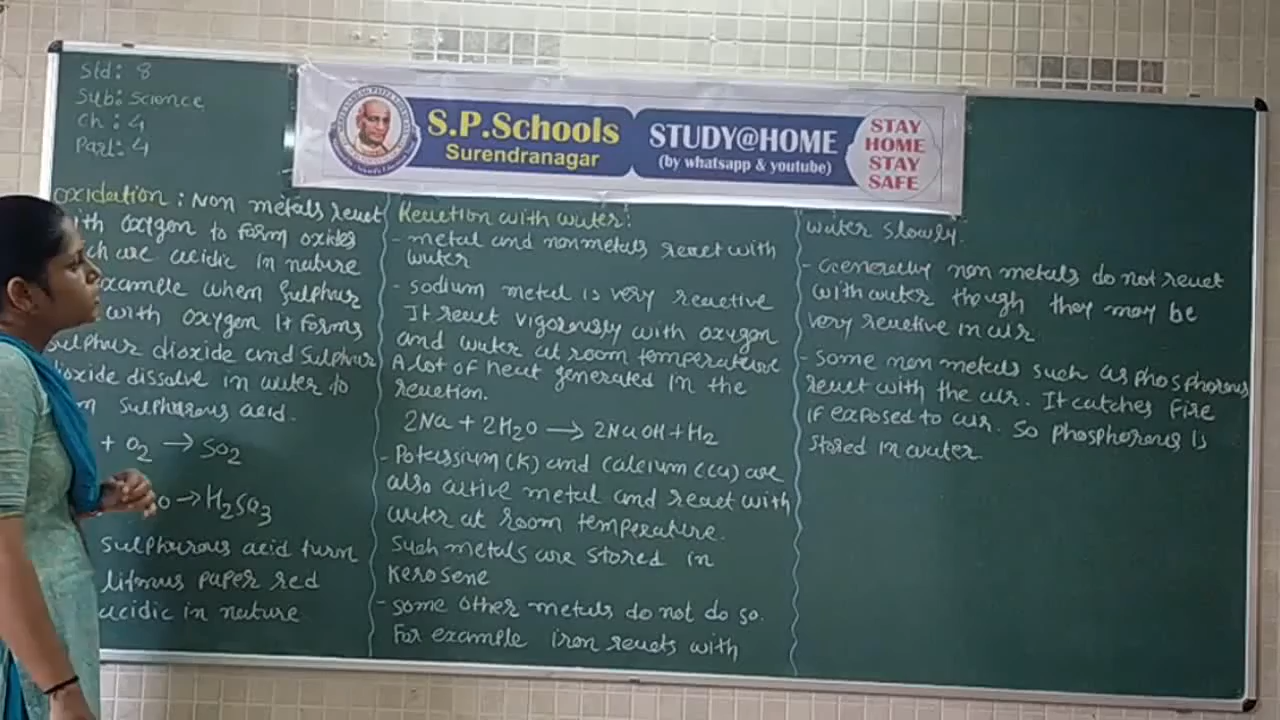 Std: 8
Sub: Science
Ch: 4
Part: 4
S.P.Schools
Surendranagar
STUDY@HOME
(by whatsapp & youtube)
STAY
HOME
STAY
SAFE
oxidation: Non metals react
with oxygen to form oxides
are acidic in nature
example when Sulphur
with oxygen it forms
Sulphur dioxide and Sulphur
dioxide dissolve in water to
Sulphurous acid.
+ O2 → SO2
O → H2SO3
Sulphurous acid turn
litmus paper red
acidic in nature
Reaction with water:
- metal and nonmetals react with
water
- sodium metal is very reactive
It react vigorously with oxygen
and water at room temperature
A lot of heat generated in the
reaction.
2Na + 2H2O → 2NaOH + H2
- Potassium (K) and Calcium (Ca) are
also active metal and react with
water at room temperature.
Such metals are stored in
kerosene
- some other metals do not do so.
For example iron reacts with
water slowly.
- Generally non metals do not react
with water though they may be
very reactive in air.
- Some non metals such as phosphorous
react with the air. It catches fire
if exposed to air. So phosphorous is
stored in water